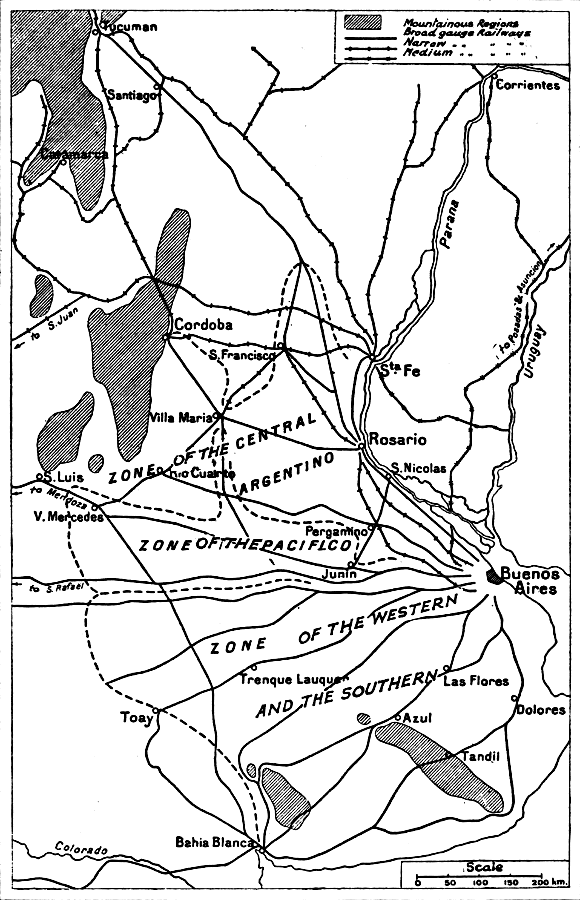 Mountainous Regions
Broad gauge Railways
Narrow „ „ „ „
Medium „ „ „ „
Tucuman
Santiago
Corrientes
Catamarca
Parana
to Posadas & Asuncion
Uruguay
to S. Juan
Cordoba
S. Francisco
Sta Fe
Villa Maria
ZONE OF THE CENTRAL
ARGENTINO
Rosario
S. Luis
Rio Cuarto
S. Nicolas
to Mendoza
V. Mercedes
Pergamino
ZONE OF THE PACIFICO
Junin
Buenos
Aires
to S. Rafael
ZONE OF THE WESTERN
Trenque Lauquen
Las Flores
AND THE SOUTHERN
Toay
Azul
Dolores
Tandil
Bahia Blanca
Colorado
Scale
0 50 100 150 200 km.